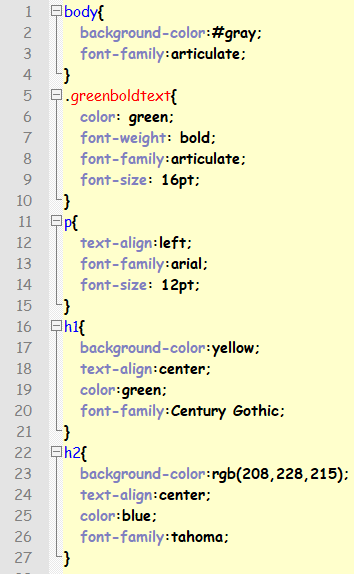 1 body{
2 background-color:#gray;
3 font-family:articulate;
4 }
5 .greenboldtext{
6 color: green;
7 font-weight: bold;
8 font-family:articulate;
9 font-size: 16pt;
10 }
11 p{
12 text-align:left;
13 font-family:arial;
14 font-size: 12pt;
15 }
16 h1{
17 background-color:yellow;
18 text-align:center;
19 color:green;
20 font-family:Century Gothic;
21 }
22 h2{
23 background-color:rgb(208,228,215);
24 text-align:center;
25 color:blue;
26 font-family:tahoma;
27 }